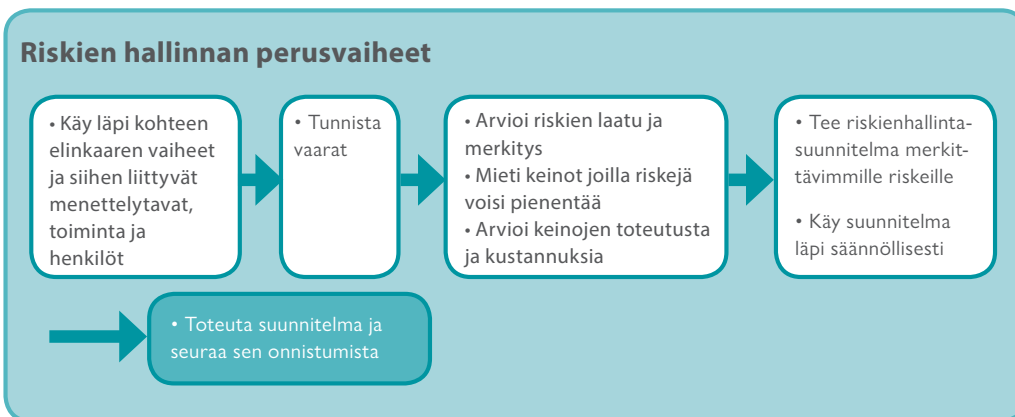 Riskien hallinnan perusvaiheet
• Käy läpi kohteen
elinkaaren vaiheet
ja siihen liittyvät
menettelytavat,
toiminta ja
henkilöt
• Tunnista
vaarat
• Arvioi riskien laatu ja
merkitys
• Mieti keinot joilla riskejä
voisi pienentää
• Arvioi keinojen toteutusta
ja kustannuksia
• Tee riskienhallinta-
suunnitelma merkit-
tävimmille riskeille
• Käy suunnitelma
läpi säännöllisesti
• Toteuta suunnitelma ja
seuraa sen onnistumista